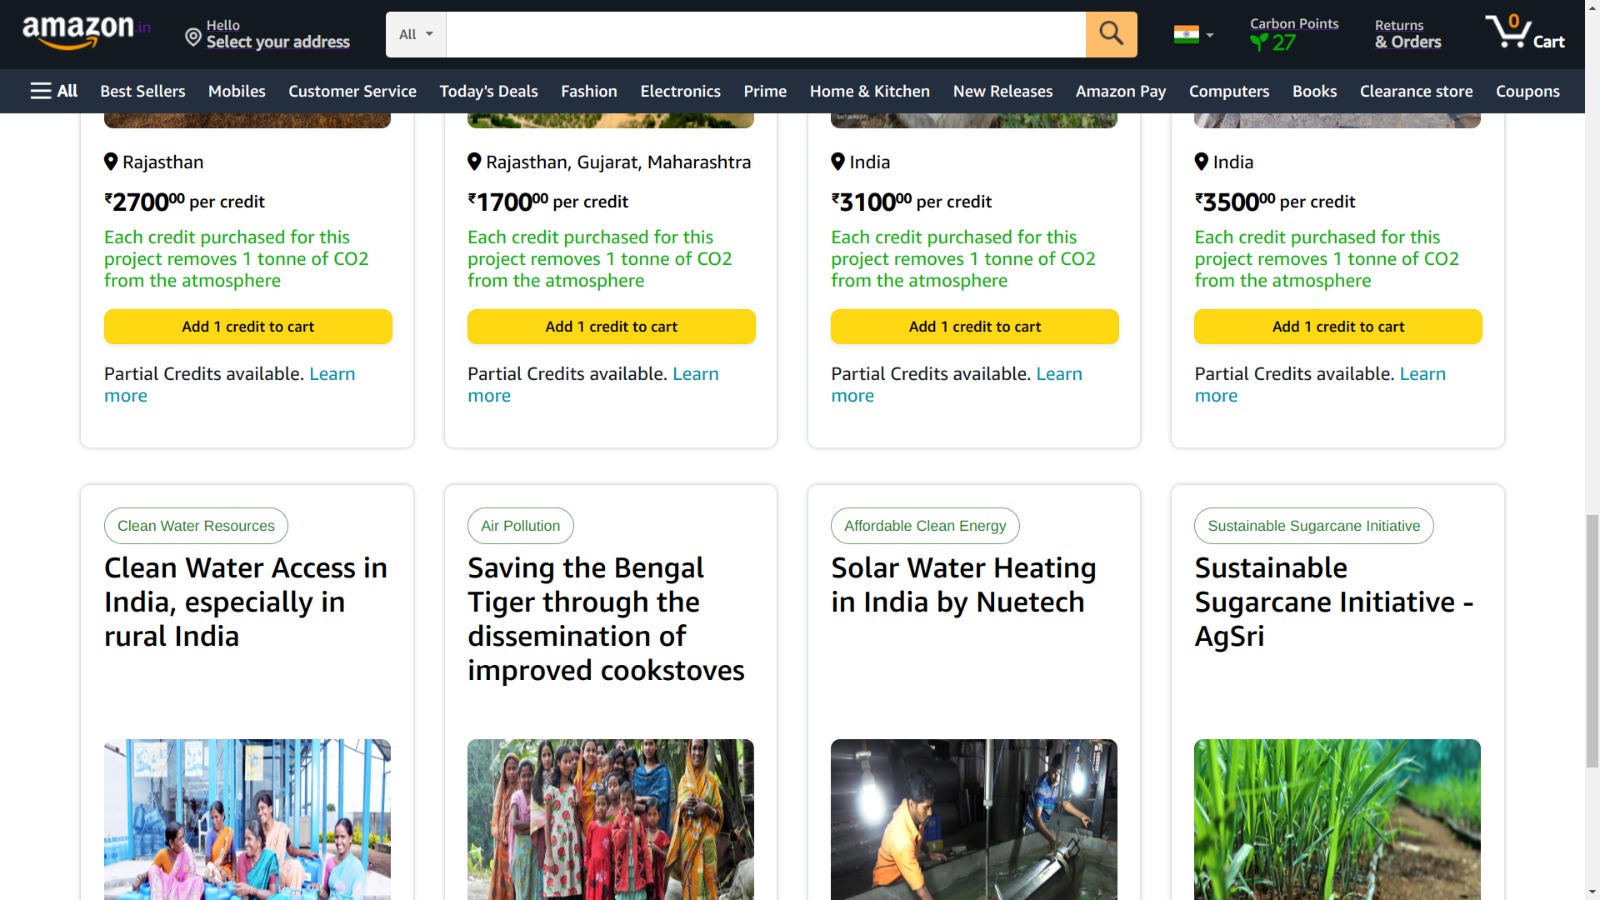 amazon.in
Hello
Select your address
All
Carbon Points
27
Returns
& Orders
0
Cart
All Best Sellers Mobiles Customer Service Today's Deals Fashion Electronics Prime Home & Kitchen New Releases Amazon Pay Computers Books Clearance store Coupons
Rajasthan
₹2700⁰⁰ per credit
Each credit purchased for this
project removes 1 tonne of CO2
from the atmosphere
Add 1 credit to cart
Partial Credits available. Learn
more
Rajasthan, Gujarat, Maharashtra
₹1700⁰⁰ per credit
Each credit purchased for this
project removes 1 tonne of CO2
from the atmosphere
Add 1 credit to cart
Partial Credits available. Learn
more
India
₹3100⁰⁰ per credit
Each credit purchased for this
project removes 1 tonne of CO2
from the atmosphere
Add 1 credit to cart
Partial Credits available. Learn
more
India
₹3500⁰⁰ per credit
Each credit purchased for this
project removes 1 tonne of CO2
from the atmosphere
Add 1 credit to cart
Partial Credits available. Learn
more
Clean Water Resources
Clean Water Access in
India, especially in
rural India
Air Pollution
Saving the Bengal
Tiger through the
dissemination of
improved cookstoves
Affordable Clean Energy
Solar Water Heating
in India by Nuetech
Sustainable Sugarcane Initiative
Sustainable
Sugarcane Initiative -
AgSri